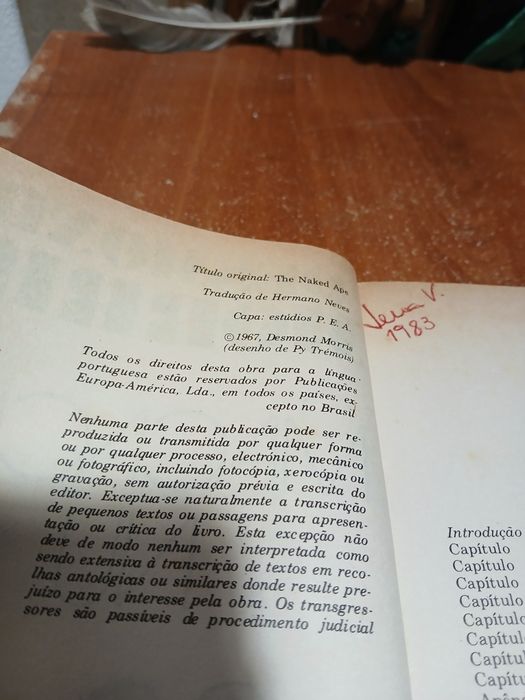 Título original: The Naked Ape
Tradução de Hermano Neves
Capa: estúdios P. E. A.
©1967, Desmond Morris
(desenho de Py Trémois)
Todos os direitos desta obra para a língua
portuguesa estão reservados por Publicações
Europa-América, Lda., em todos os países, ex-
cepto no Brasil
Nenhuma parte desta publicação pode ser re-
produzida ou transmitida por qualquer forma
ou por qualquer processo, electrónico, mecânico
ou fotográfico, incluindo fotocópia, xerocópia ou
gravação, sem autorização prévia e escrita do
editor. Exceptua-se naturalmente a transcrição
de pequenos textos ou passagens para apresen-
tação ou crítica do livro. Esta excepção não
deve de modo nenhum ser interpretada como
sendo extensiva à transcrição de textos em reco-
lhas antológicas ou similares donde resulte pre-
juízo para o interesse pela obra. Os transgres-
sores são passíveis de procedimento judicial
V.
1983
Introdução
Capítulo
Capítulo
Capítulo
Capítulo
Capítulo
Capítulo
Capítu
Capít